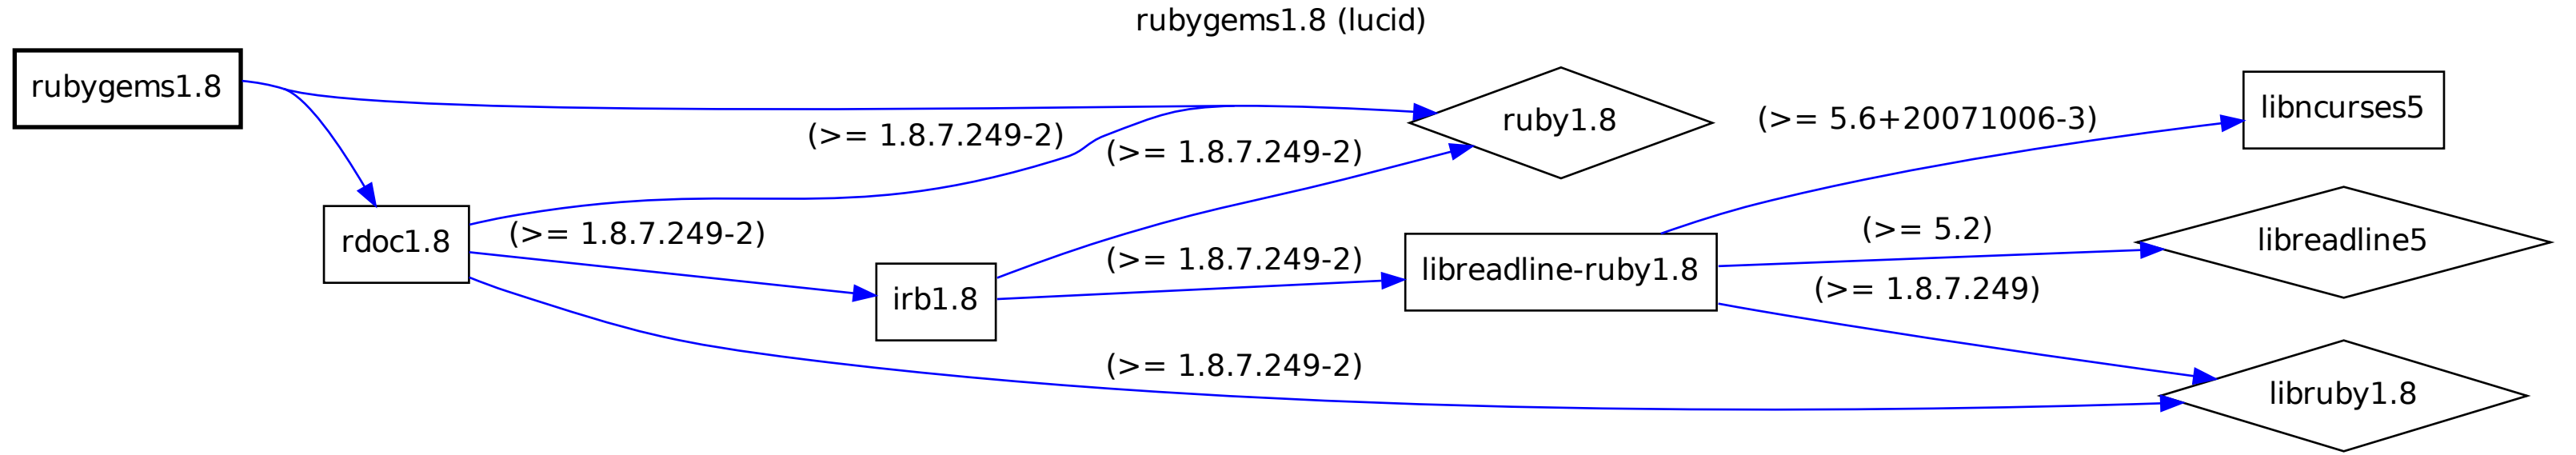 rubygems1.8 (lucid)
rubygems1.8
ruby1.8
(>= 5.6+20071006-3)
libncurses5
(>= 1.8.7.249-2)
(>= 1.8.7.249-2)
rdoc1.8
(>= 1.8.7.249-2)
(>= 5.2)
libreadline5
irb1.8
(>= 1.8.7.249-2)
libreadline-ruby1.8
(>= 1.8.7.249)
(>= 1.8.7.249-2)
libruby1.8